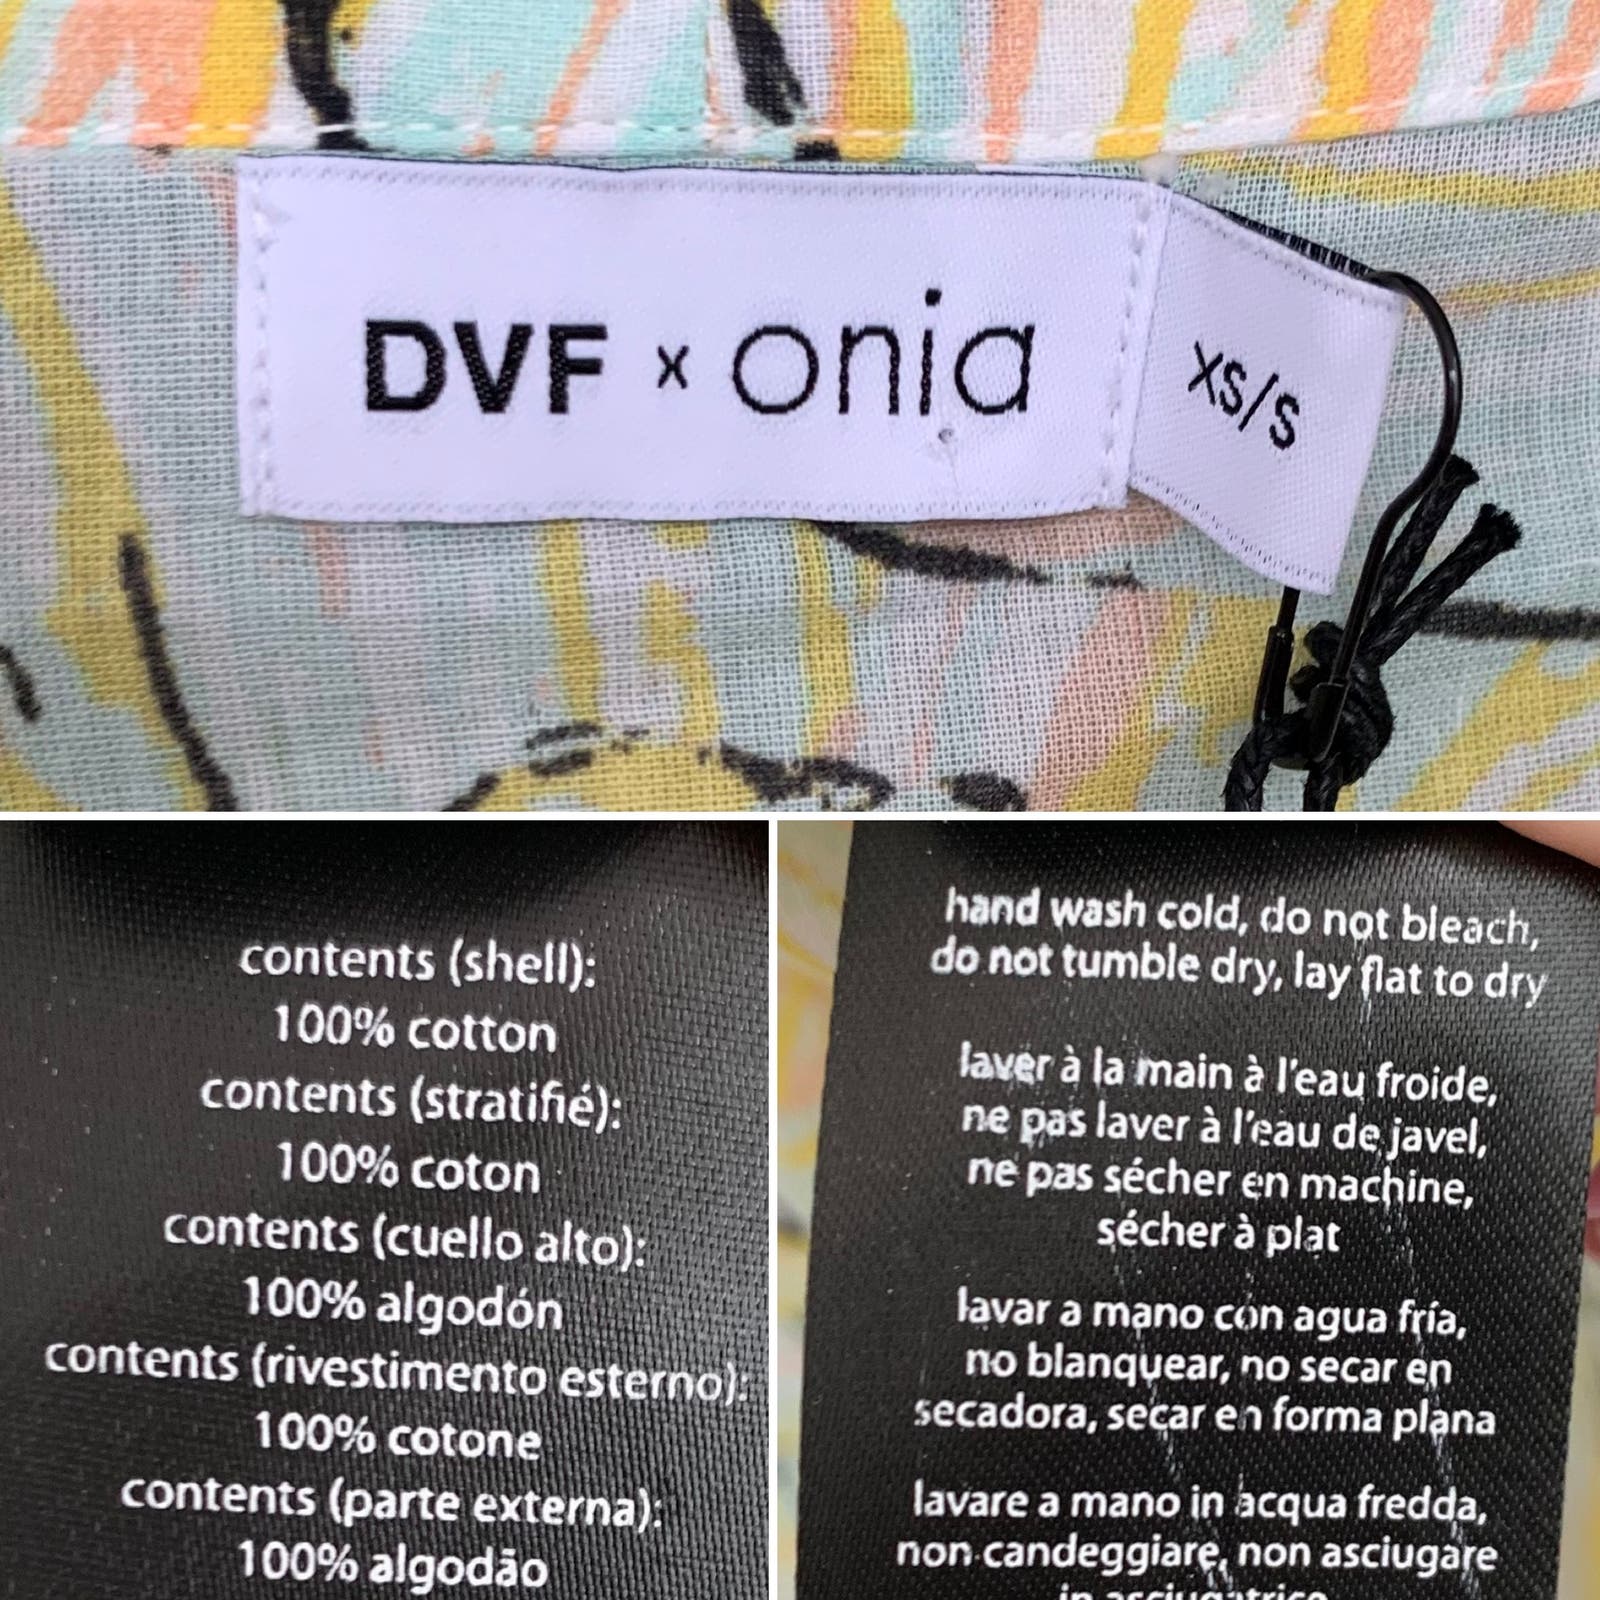 DVF x onia
XS/S
contents (shell):
100% cotton
contents (stratifié):
100% coton
contents (cuello alto):
100% algodón
contents (rivestimento esterno):
100% cotone
contents (parte externa):
100% algodão
hand wash cold, do not bleach,
do not tumble dry, lay flat to dry
laver à la main à l'eau froide,
ne pas laver à l'eau de javel,
ne pas sécher en machine,
sécher à plat
lavar a mano con agua fría,
no blanquear, no secar en
secadora, secar en forma plana
lavare a mano in acqua fredda,
non candeggiare, non asciugare
in asciugatrice